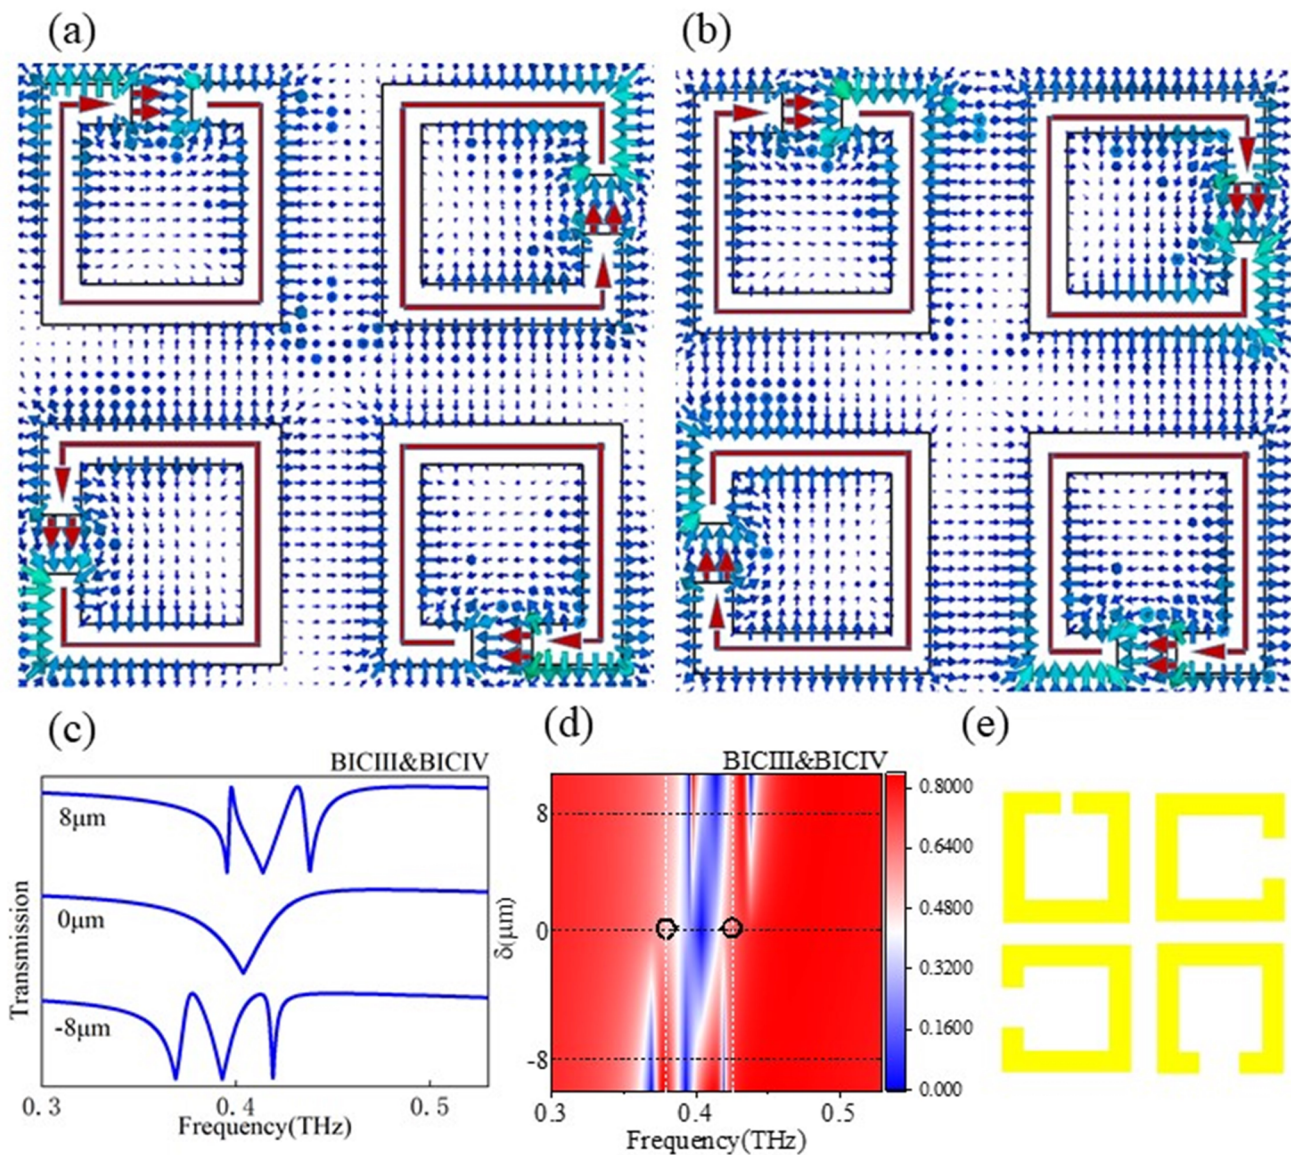 (a)
(b)
(c)
BICIII&BICIV
8μm
0μm
-8μm
Transmission
0.3
0.4
0.5
Frequency(THz)
(d)
BICIII&BICIV
8
0
-8
δ(μm)
0.3
0.4
0.5
Frequency(THz)
0.8000
0.6400
0.4800
0.3200
0.1600
0.000
(e)